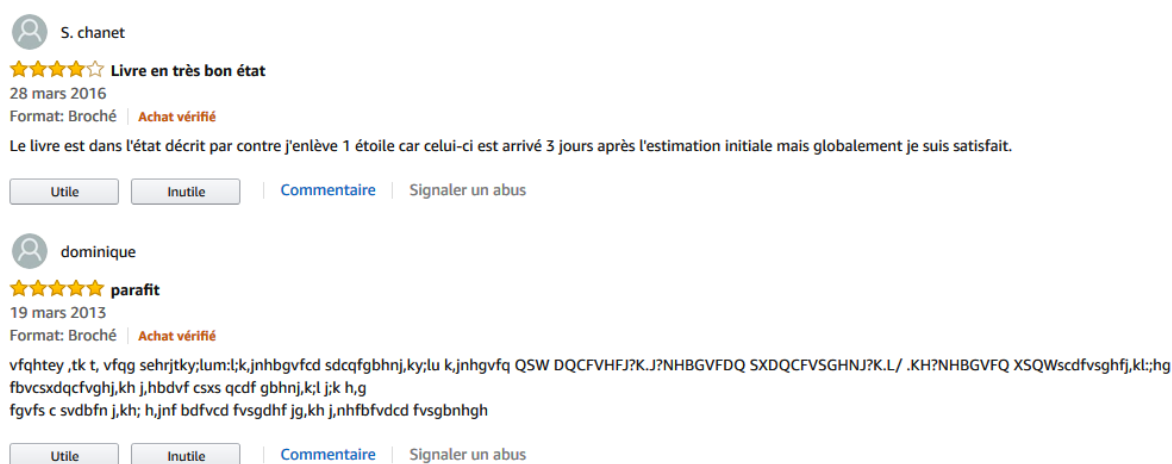 S. chanet
Livre en très bon état
28 mars 2016
Format: Broché | Achat vérifié
Le livre est dans l'état décrit par contre j'enlève 1 étoile car celui-ci est arrivé 3 jours après l'estimation initiale mais globalement je suis satisfait.
Utile Inutile | Commentaire | Signaler un abus
dominique
parafit
19 mars 2013
Format: Broché | Achat vérifié
vfqhtey ,tk t, vfqg sehrjtky;lum:l;k,jnhbgvfcd sdcqfgbhnj,ky;lu k,jnhgvfq QSW DQCFVHFJ?K.J?NHBGVFDQ SXDQCFVSGHNJ?K.L/ .KH?NHBGVFQ XSQWscdfvsghfj,kl:;hg
fbvcsxdqcfvghj,kh j,hbdvf csxs qcdf gbhnj,k;l j;k h,g
fgvfs c svdbfn j,kh; h,jnf bdfvcd fvsgdhf jg,kh j,nhfbfvdcd fvsgbnhgh
Utile Inutile | Commentaire | Signaler un abus